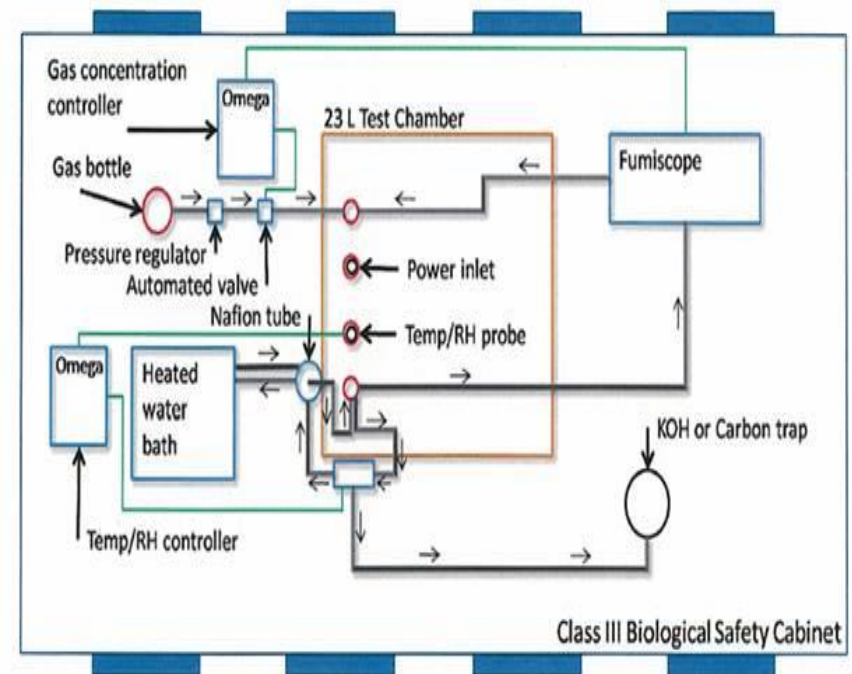 Gas concentration
controller
Omega
23 L Test Chamber
Fumiscope
Gas bottle
Pressure regulator
Automated valve
Power inlet
Nafion tube
Temp/RH probe
Omega
Heated
water
bath
KOH or Carbon trap
Temp/RH controller
Class III Biological Safety Cabinet